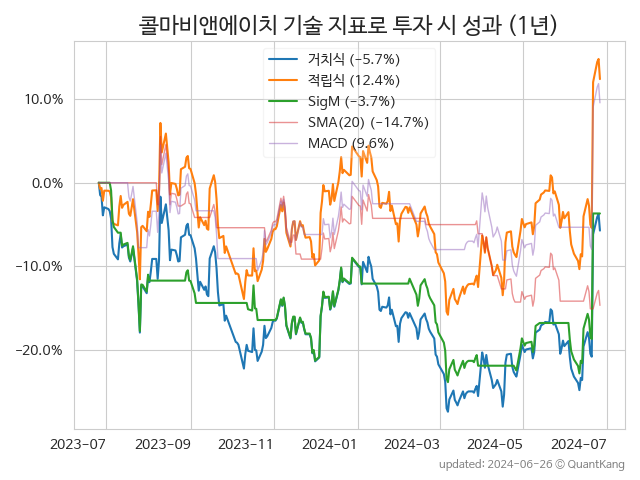 콜마비앤에이치 기술 지표로 투자 시 성과 (1년)
거치식 (−5.7%)
적립식 (12.4%)
SigM (−3.7%)
SMA(20) (−14.7%)
MACD (9.6%)
10.0%
0.0%
−10.0%
−20.0%
2023-07 2023-09 2023-11 2024-01 2024-03 2024-05 2024-07
updated: 2024-06-26 ⓒ QuantKang